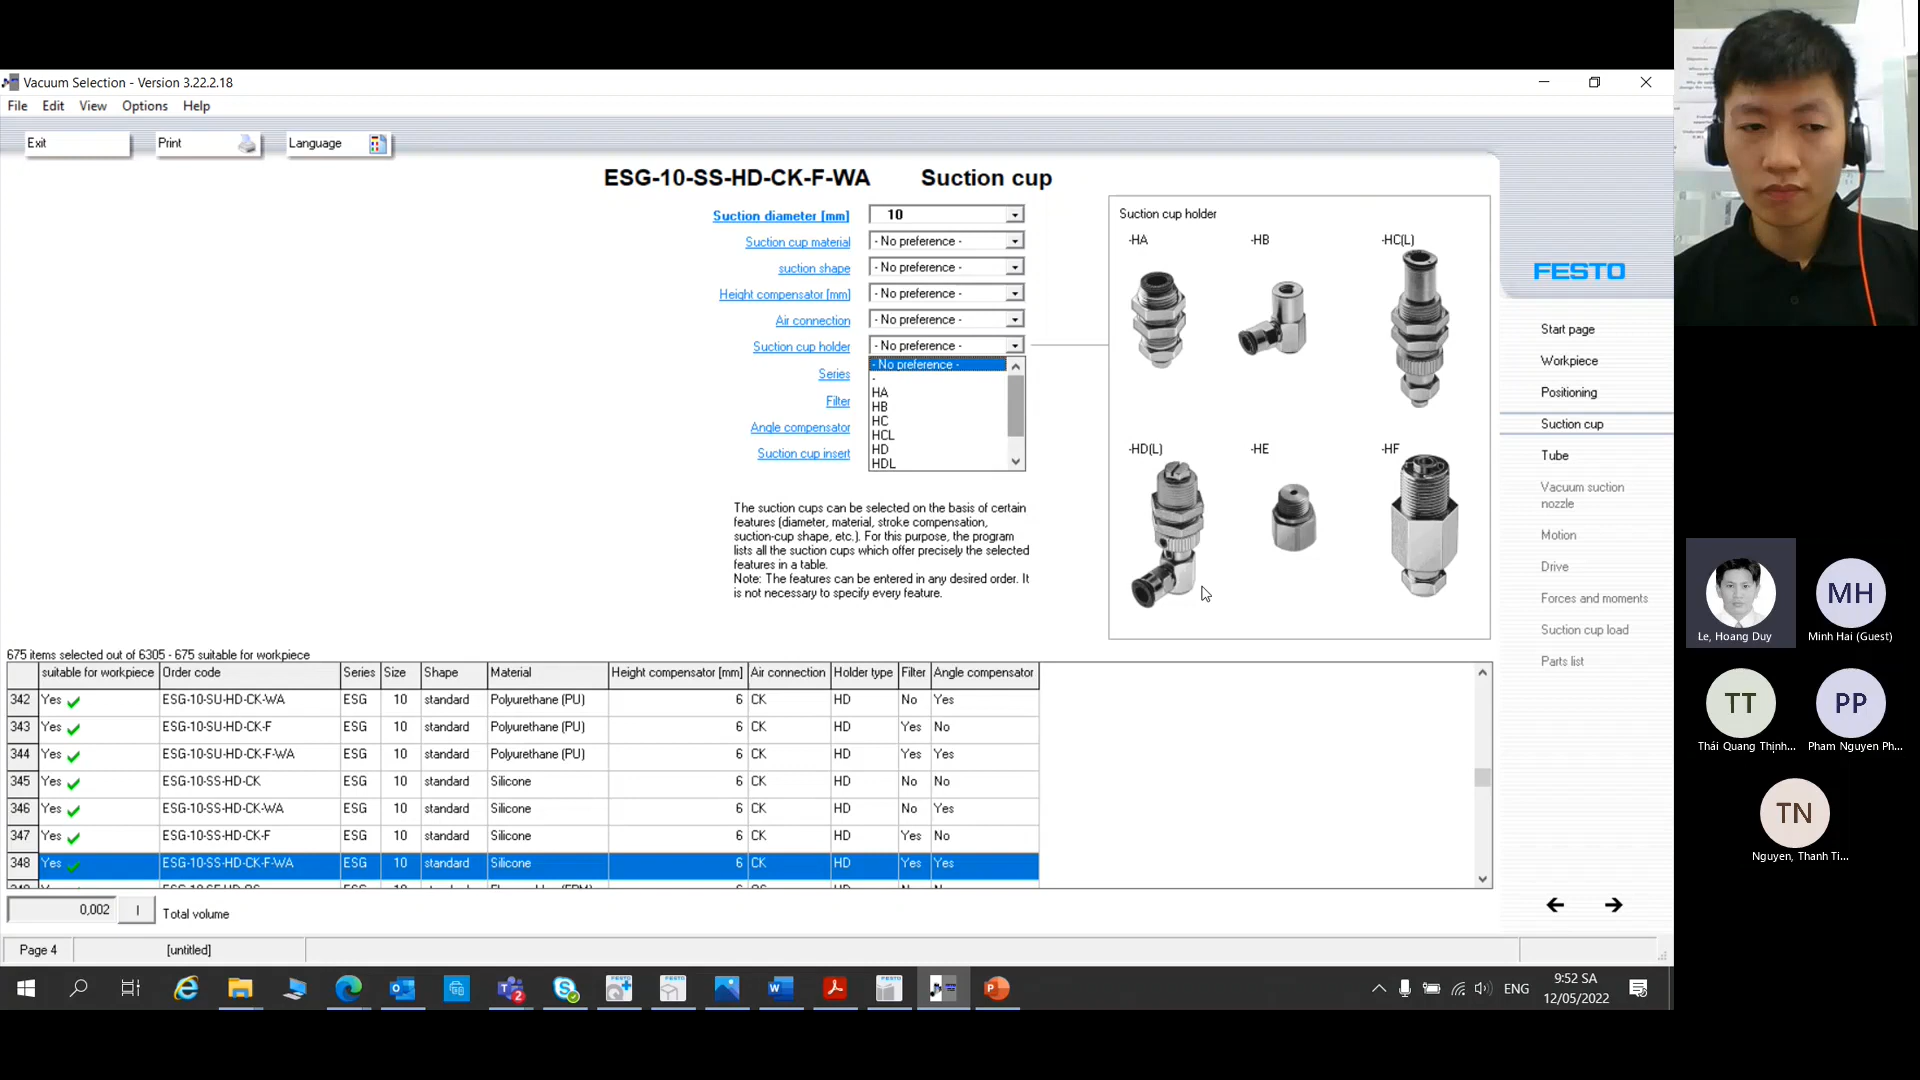 Vacuum Selection - Version 3.22.2.18
File Edit View Options Help
Exit Print Language
ESG-10-SS-HD-CK-F-WA Suction cup
Suction diameter [mm] 10
Suction cup material - No preference -
suction shape - No preference -
Height compensator [mm] - No preference -
Air connection - No preference -
Suction cup holder - No preference -
Series
Filter
Angle compensator
Suction cup insert
- No preference -
-
HA
HB
HC
HCL
HD
HDL
The suction cups can be selected on the basis of certain
features (diameter, material, stroke compensation,
suction-cup shape, etc.). For this purpose, the program
lists all the suction cups which offer precisely the selected
features in a table.
Note: The features can be entered in any desired order. It
is not necessary to specify every feature.
Suction cup holder
-HA -HB -HC(L)
-HD(L) -HE -HF
FESTO
Start page
Workpiece
Positioning
Suction cup
Tube
Vacuum suction
nozzle
Motion
Drive
Forces and moments
Suction cup load
Parts list
675 items selected out of 6305 - 675 suitable for workpiece
suitable for workpiece Order code Series Size Shape Material Height compensator [mm] Air connection Holder type Filter Angle compensator
342 Yes ESG-10-SU-HD-CK-WA ESG 10 standard Polyurethane (PU) 6 CK HD No Yes
343 Yes ESG-10-SU-HD-CK-F ESG 10 standard Polyurethane (PU) 6 CK HD Yes No
344 Yes ESG-10-SU-HD-CK-F-WA ESG 10 standard Polyurethane (PU) 6 CK HD Yes Yes
345 Yes ESG-10-SS-HD-CK ESG 10 standard Silicone 6 CK HD No No
346 Yes ESG-10-SS-HD-CK-WA ESG 10 standard Silicone 6 CK HD No Yes
347 Yes ESG-10-SS-HD-CK-F ESG 10 standard Silicone 6 CK HD Yes No
348 Yes ESG-10-SS-HD-CK-F-WA ESG 10 standard Silicone 6 CK HD Yes Yes
0,002 l Total volume
Page 4 [untitled]
ENG
9:52 SA
12/05/2022
Le, Hoang Duy
MH
Minh Hai (Guest)
TT
Thái Quang Thịnh...
PP
Pham Nguyen Ph...
TN
Nguyen, Thanh Ti...